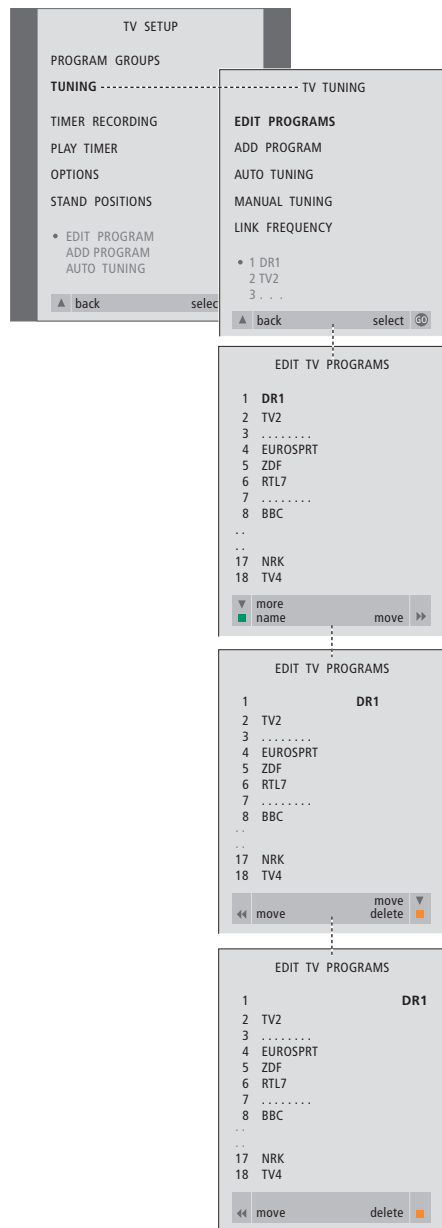 TV SETUP
PROGRAM GROUPS
TUNING
TIMER RECORDING
PLAY TIMER
OPTIONS
STAND POSITIONS
• EDIT PROGRAM
ADD PROGRAM
AUTO TUNING
▲ back selec
TV TUNING
EDIT PROGRAMS
ADD PROGRAM
AUTO TUNING
MANUAL TUNING
LINK FREQUENCY
• 1 DR1
2 TV2
3 . . .
▲ back select GO
EDIT TV PROGRAMS
1 DR1
2 TV2
3 ........
4 EUROSPRT
5 ZDF
6 RTL7
7 ........
8 BBC
..
..
17 NRK
18 TV4
▼ more
name move ▸▸
EDIT TV PROGRAMS
1 DR1
2 TV2
3 ........
4 EUROSPRT
5 ZDF
6 RTL7
7 ........
8 BBC
..
..
17 NRK
18 TV4
move ▼
◂◂ move delete
EDIT TV PROGRAMS
1 DR1
2 TV2
3 ........
4 EUROSPRT
5 ZDF
6 RTL7
7 ........
8 BBC
..
..
17 NRK
18 TV4
◂◂ move delete